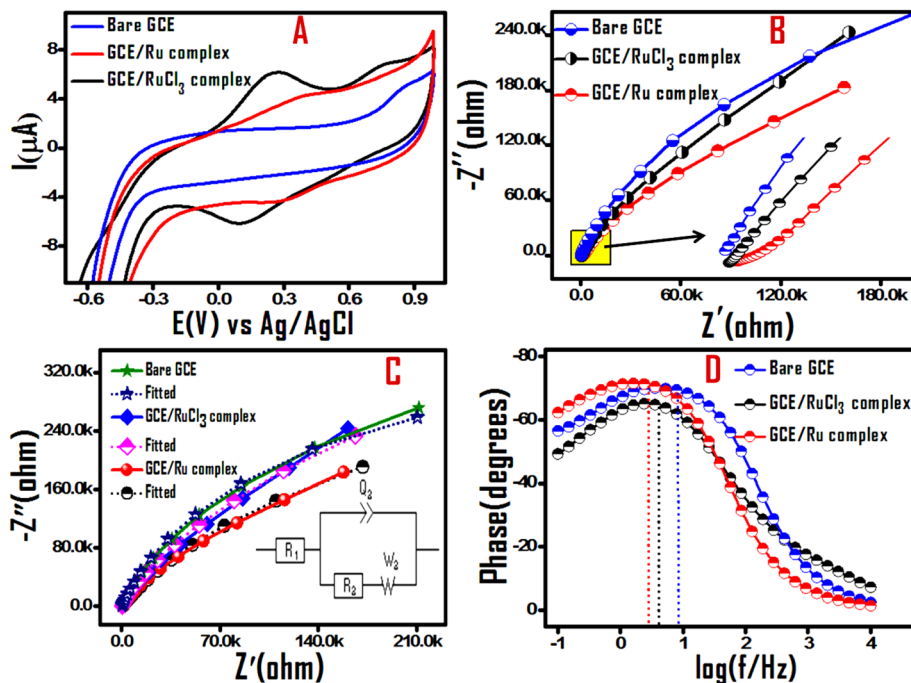 A
Bare GCE
GCE/Ru complex
GCE/RuCl3 complex
8
4
0
-4
-8
I(μA)
-0.6 -0.3 0.0 0.3 0.6 0.9
E(V) vs Ag/AgCl
B
Bare GCE
GCE/RuCl3 complex
GCE/Ru complex
240.0k
180.0k
120.0k
60.0k
0.0
-Z''(ohm)
0.0 60.0k 120.0k 180.0k
Z'(ohm)
C
Bare GCE
Fitted
GCE/RuCl3 complex
Fitted
GCE/Ru complex
Fitted
320.0k
240.0k
160.0k
80.0k
0.0
-Z''(ohm)
Q2
R1
W2
R2
0.0 70.0k 140.0k 210.0k
Z'(ohm)
D
Bare GCE
GCE/RuCl3 complex
GCE/Ru complex
-80
-60
-40
-20
0
Phase(degrees)
-1 0 1 2 3 4
log(f/Hz)